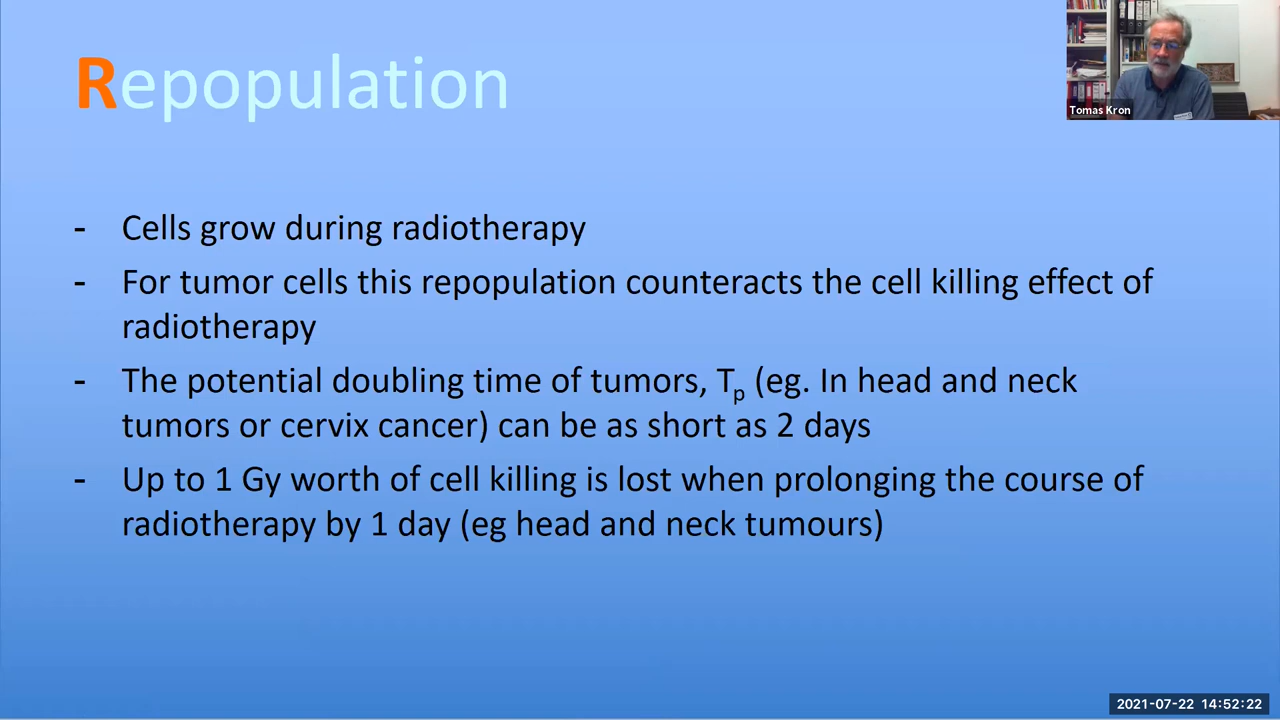 Repopulation
Tomas Kron
- Cells grow during radiotherapy
- For tumor cells this repopulation counteracts the cell killing effect of
radiotherapy
- The potential doubling time of tumors, Tp (eg. In head and neck
tumors or cervix cancer) can be as short as 2 days
- Up to 1 Gy worth of cell killing is lost when prolonging the course of
radiotherapy by 1 day (eg head and neck tumours)
2021-07-22 14:52:22